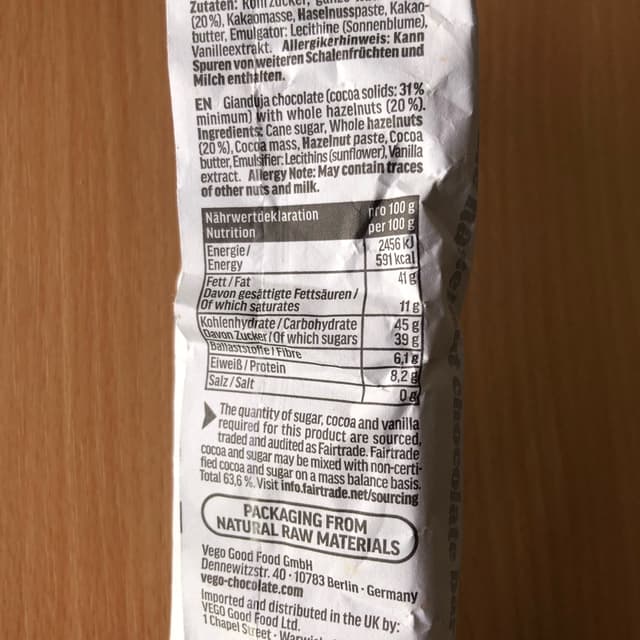 Zutaten: Rohrzucker, ganze
(20%), Kakaomasse, Haselnusspaste, Kakao-
butter, Emulgator: Lecithine (Sonnenblume),
Vanilleextrakt. Allergikerhinweis: Kann
Spuren von weiteren Schalenfrüchten und
Milch enthalten.
EN Gianduja chocolate (cocoa solids: 31%
minimum) with whole hazelnuts (20 %).
Ingredients: Cane sugar, Whole hazelnuts
(20%), Cocoa mass, Hazelnut paste, Cocoa
butter, Emulsifier: Lecithins (sunflower), Vanilla
extract. Allergy Note: May contain traces
of other nuts and milk.
Nährwertdeklaration pro 100 g
Nutrition per 100 g
Energie/ 2456 KJ
Energy 591 kcal
Fett/Fat 41 g
Davon gesättigte Fettsäuren/
Of which saturates 11 g
Kohlenhydrate/Carbohydrate 45 g
Davon Zucker/Of which sugars 39 g
Ballaststoffe/Fibre 6,1 g
Eiweiß/Protein 8,2 g
Salz/Salt 0 g
The quantity of sugar, cocoa and vanilla
required for this product are sourced,
traded and audited as Fairtrade. Fairtrade
cocoa and sugar may be mixed with non-certi-
fied cocoa and sugar on a mass balance basis.
Total 63,6 %. Visit info.fairtrade.net/sourcing
PACKAGING FROM
NATURAL RAW MATERIALS
Vego Good Food GmbH
Dennewitzstr. 40 · 10783 Berlin · Germany
vego-chocolate.com
Imported and distributed in the UK by:
VEGO Good Food Ltd.
1 Chapel Street ·
chocolate